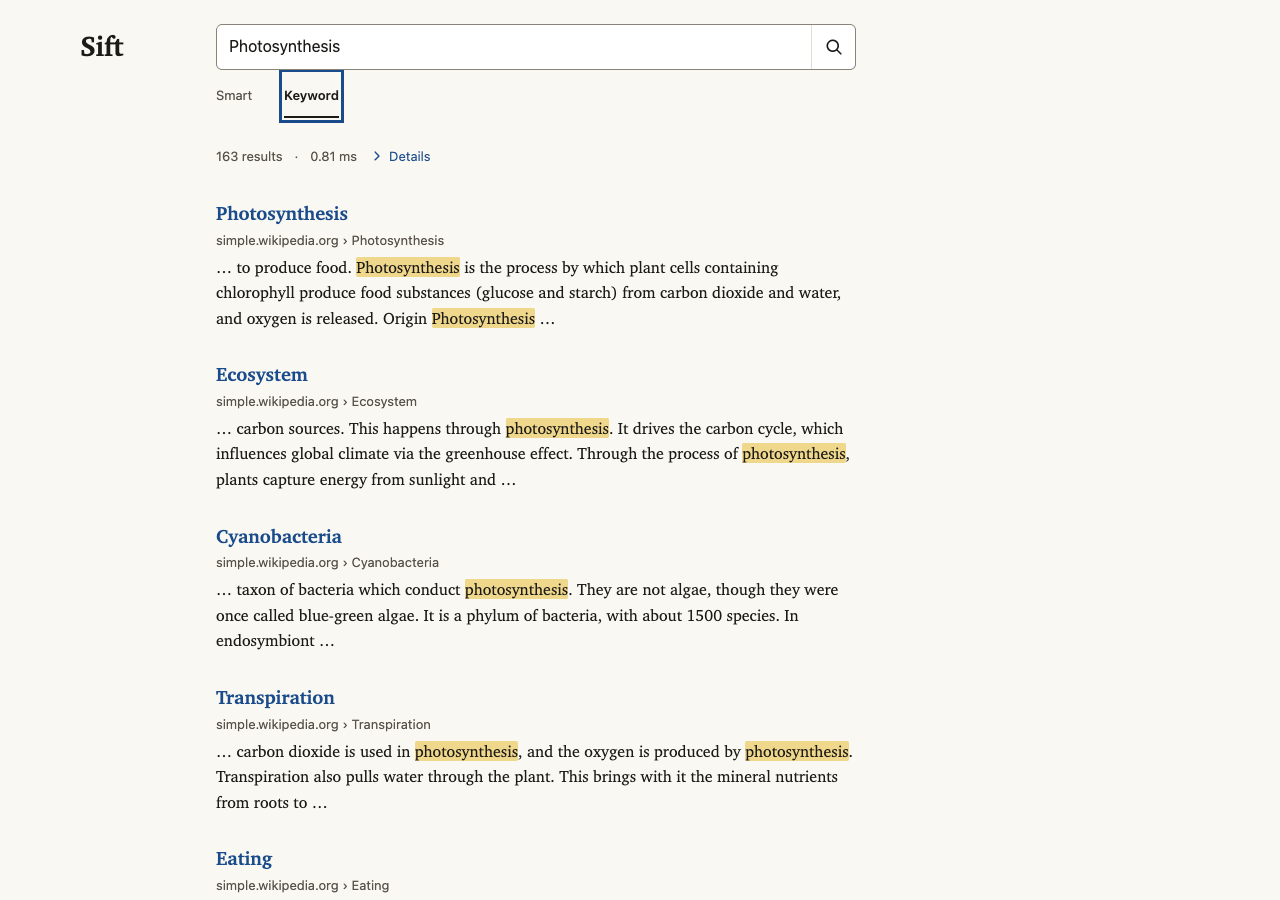 Sift
Photosynthesis
Smart
Keyword
163 results · 0.81 ms
Details
Photosynthesis
simple.wikipedia.org › Photosynthesis
… to produce food. Photosynthesis is the process by which plant cells containing
chlorophyll produce food substances (glucose and starch) from carbon dioxide and water,
and oxygen is released. Origin Photosynthesis …
Ecosystem
simple.wikipedia.org › Ecosystem
… carbon sources. This happens through photosynthesis. It drives the carbon cycle, which
influences global climate via the greenhouse effect. Through the process of photosynthesis,
plants capture energy from sunlight and …
Cyanobacteria
simple.wikipedia.org › Cyanobacteria
… taxon of bacteria which conduct photosynthesis. They are not algae, though they were
once called blue-green algae. It is a phylum of bacteria, with about 1500 species. In
endosymbiont …
Transpiration
simple.wikipedia.org › Transpiration
… carbon dioxide is used in photosynthesis, and the oxygen is produced by photosynthesis.
Transpiration also pulls water through the plant. This brings with it the mineral nutrients
from roots to …
Eating
simple.wikipedia.org › Eating